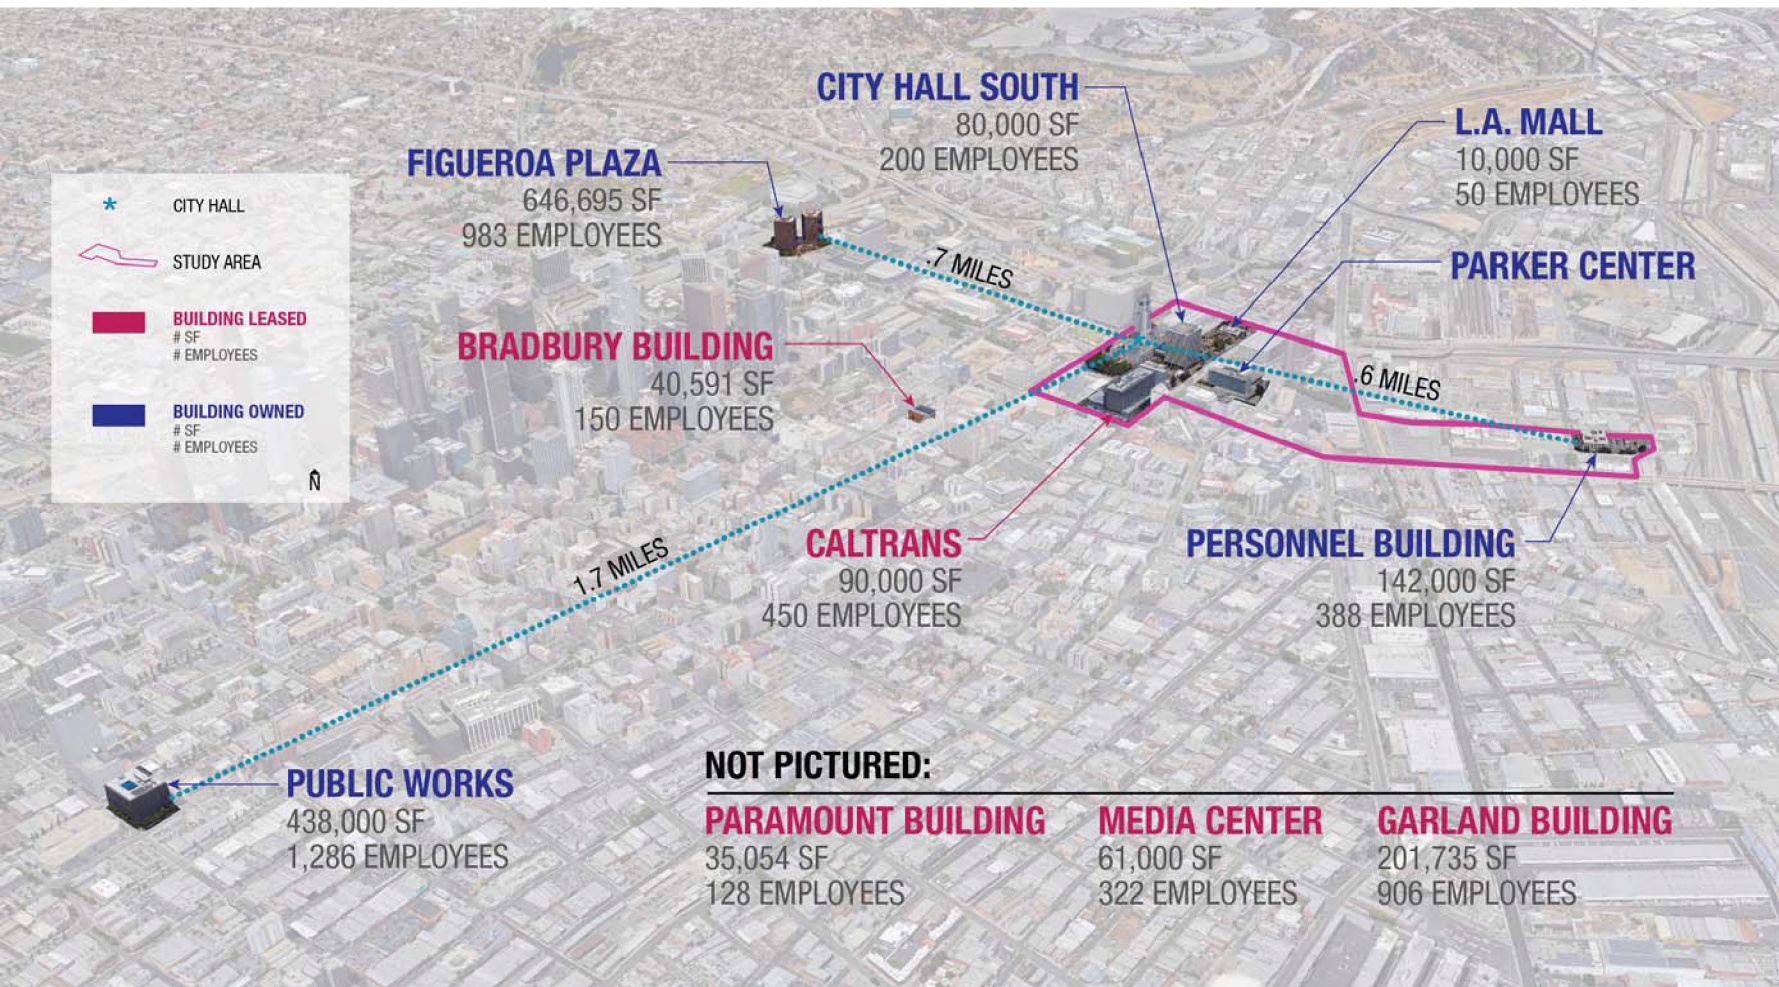 CITY HALL
STUDY AREA
BUILDING LEASED
# SF
# EMPLOYEES
BUILDING OWNED
# SF
# EMPLOYEES
N
CITY HALL SOUTH
80,000 SF
200 EMPLOYEES
L.A. MALL
10,000 SF
50 EMPLOYEES
FIGUEROA PLAZA
646,695 SF
983 EMPLOYEES
.7 MILES
PARKER CENTER
BRADBURY BUILDING
40,591 SF
150 EMPLOYEES
.6 MILES
CALTRANS
90,000 SF
450 EMPLOYEES
PERSONNEL BUILDING
142,000 SF
388 EMPLOYEES
1.7 MILES
PUBLIC WORKS
438,000 SF
1,286 EMPLOYEES
NOT PICTURED:
PARAMOUNT BUILDING
35,054 SF
128 EMPLOYEES
MEDIA CENTER
61,000 SF
322 EMPLOYEES
GARLAND BUILDING
201,735 SF
906 EMPLOYEES